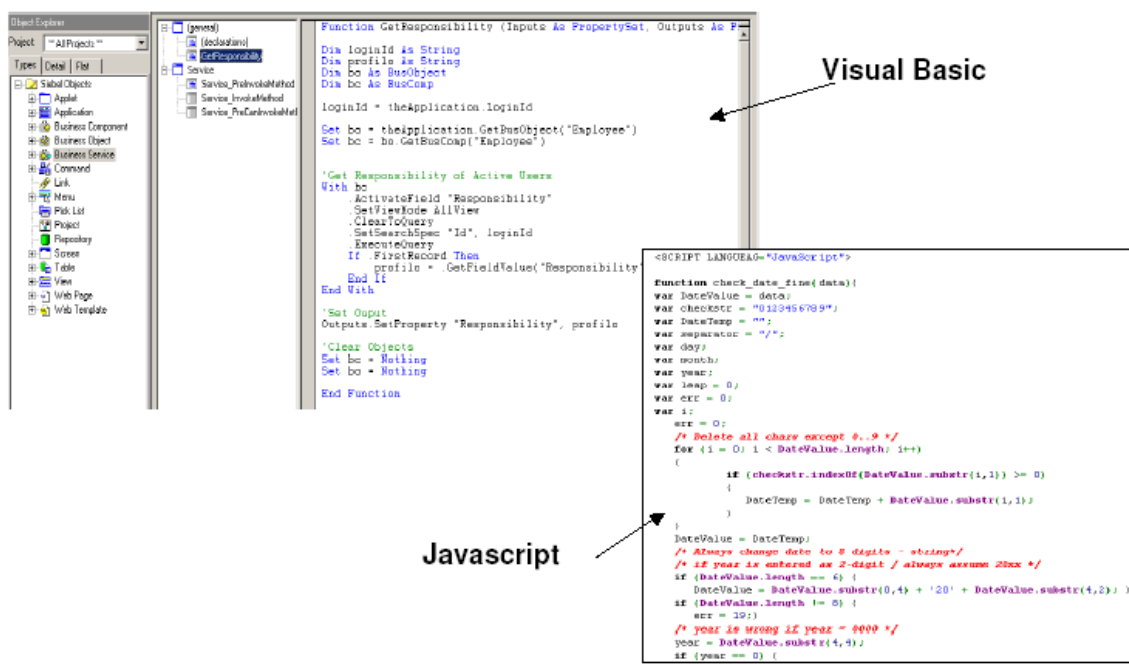 Object Explorer
Project: ** All Projects **
Types Detail Flat
Siebel Objects
Applet
Application
Business Component
Business Object
Business Service
Command
Link
Menu
Pick List
Project
Repository
Screen
Table
View
Web Page
Web Template
(general)
(declarations)
GetResponsibility
Service
Service_PreInvokeMethod
Service_InvokeMethod
Service_PreCanInvokeMet
Function GetResponsibility (Inputs As PropertySet, Outputs As P
Dim loginId As String
Dim profile As String
Dim bo As BusObject
Dim bc As BusComp
loginId = theApplication.loginId
Set bo = theApplication.GetBusObject("Employee")
Set bc = bo.GetBusComp("Employee")
'Get Responsibility of Active Users
With bc
.ActivateField "Responsibility"
.SetViewMode AllView
.ClearToQuery
.SetSearchSpec "Id", loginId
.ExecuteQuery
If .FirstRecord Then
profile = .GetFieldValue("Responsibility"
End If
End With
'Set Ouput
Outputs.SetProperty "Responsibility", profile
'Clear Objects
Set bc = Nothing
Set bo = Nothing
End Function
Visual Basic
Javascript
<SCRIPT LANGUEAG="JavaScript">
function check_date_fine(data){
var DateValue = data;
var checkstr = "0123456789";
var DateTemp = "";
var separator = "/";
var day;
var month;
var year;
var leap = 0;
var err = 0;
var i;
err = 0;
/* Delete all chars except 0..9 */
for (i = 0; i < DateValue.length; i++)
{
if (checkstr.indexOf(DateValue.substr(i,1)) >= 0)
{
DateTemp = DateTemp + DateValue.substr(i,1);
}
}
DateValue = DateTemp;
/* Always change date to 8 digits - string*/
/* if year is entered as 2-digit / always assume 20xx */
if (DateValue.length == 6) {
DateValue = DateValue.substr(0,4) + '20' + DateValue.substr(4,2); }
if (DateValue.length != 8) {
err = 19;}
/* year is wrong if year = 0000 */
year = DateValue.substr(4,4);
if (year == 0) {